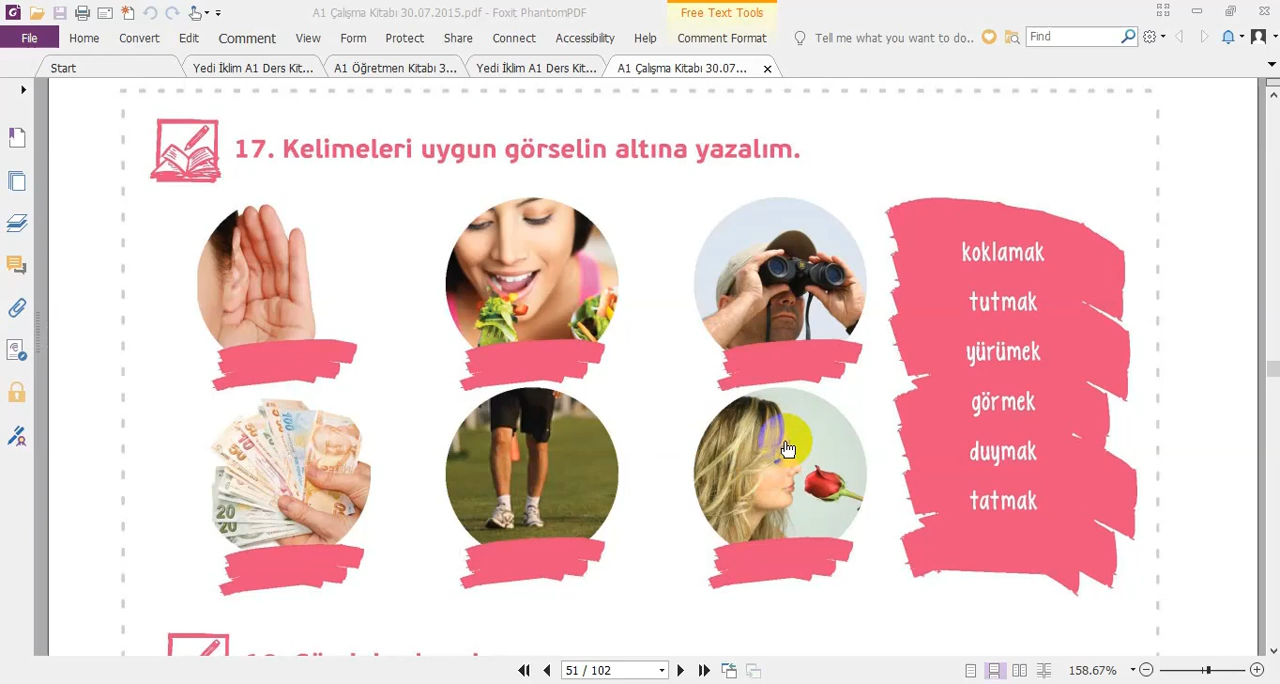 A1 Çalışma Kitabı 30.07.2015.pdf - Foxit PhantomPDF
Free Text Tools
File Home Convert Edit Comment View Form Protect Share Connect Accessibility Help Comment Format Tell me what you want to do.. Find
Start Yedi İklim A1 Ders Kit... A1 Öğretmen Kitabı 3... Yedi İklim A1 Ders Kit... A1 Çalışma Kitabı 30.07...
17. Kelimeleri uygun görselin altına yazalım.
koklamak
tutmak
yürümek
görmek
duymak
tatmak
51 / 102
158.67%